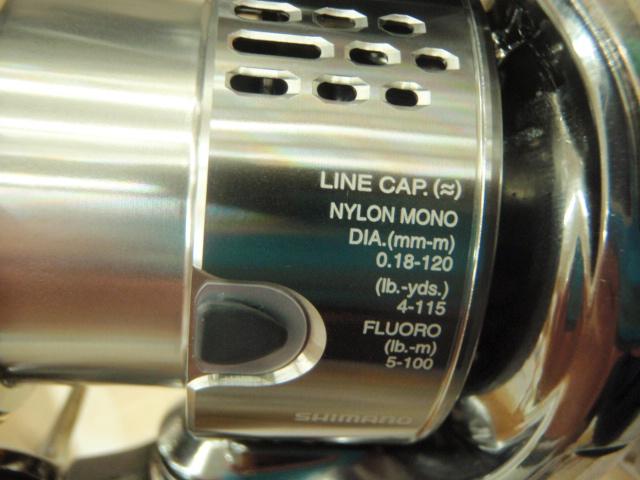 LINE CAP.(≈)
NYLON MONO
DIA.(mm-m)
0.18-120
(lb.-yds.)
4-115
FLUORO
(lb.-m)
5-100
SHIMANO